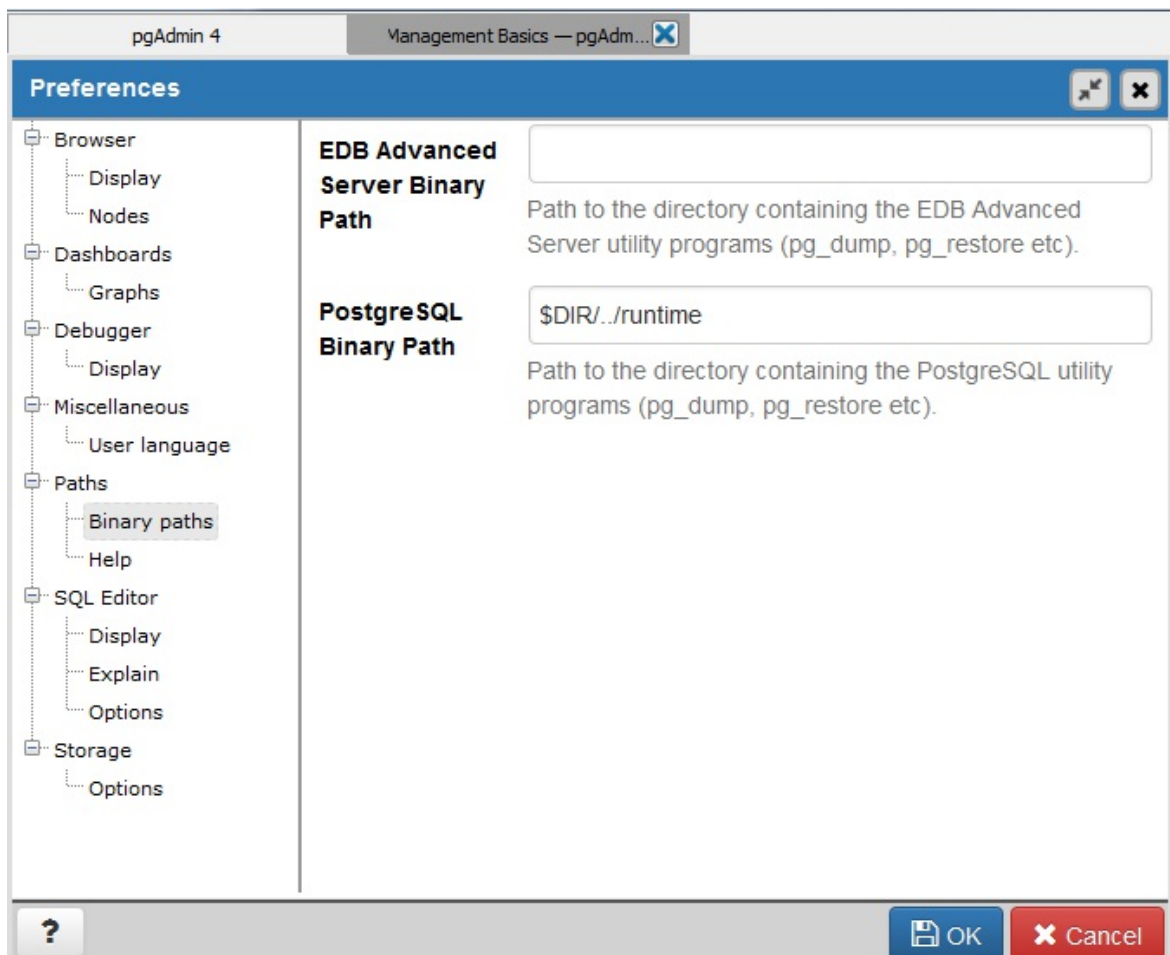 pgAdmin 4
Management Basics — pgAdm...
Preferences
Browser
Display
Nodes
Dashboards
Graphs
Debugger
Display
Miscellaneous
User language
Paths
Binary paths
Help
SQL Editor
Display
Explain
Options
Storage
Options
EDB Advanced
Server Binary
Path
Path to the directory containing the EDB Advanced
Server utility programs (pg_dump, pg_restore etc).
PostgreSQL
Binary Path
$DIR/../runtime
Path to the directory containing the PostgreSQL utility
programs (pg_dump, pg_restore etc).
?
OK
Cancel